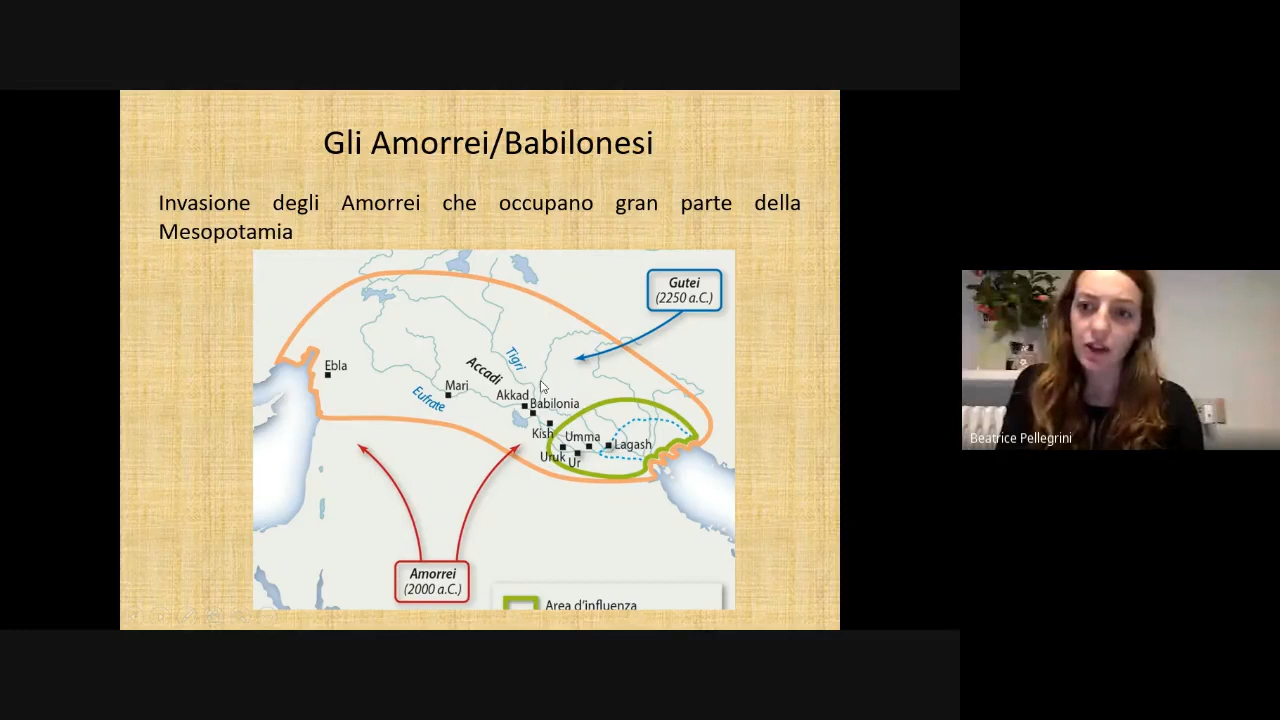 Gli Amorrei/Babilonesi
Invasione degli Amorrei che occupano gran parte della
Mesopotamia
Gutei
(2250 a.C.)
Tigri
Ebla
Accadi
Mari
Eufrate
Akkad
Babilonia
Kish
Umma
Lagash
Uruk
Ur
Amorrei
(2000 a.C.)
Area d'influenza
Beatrice Pellegrini